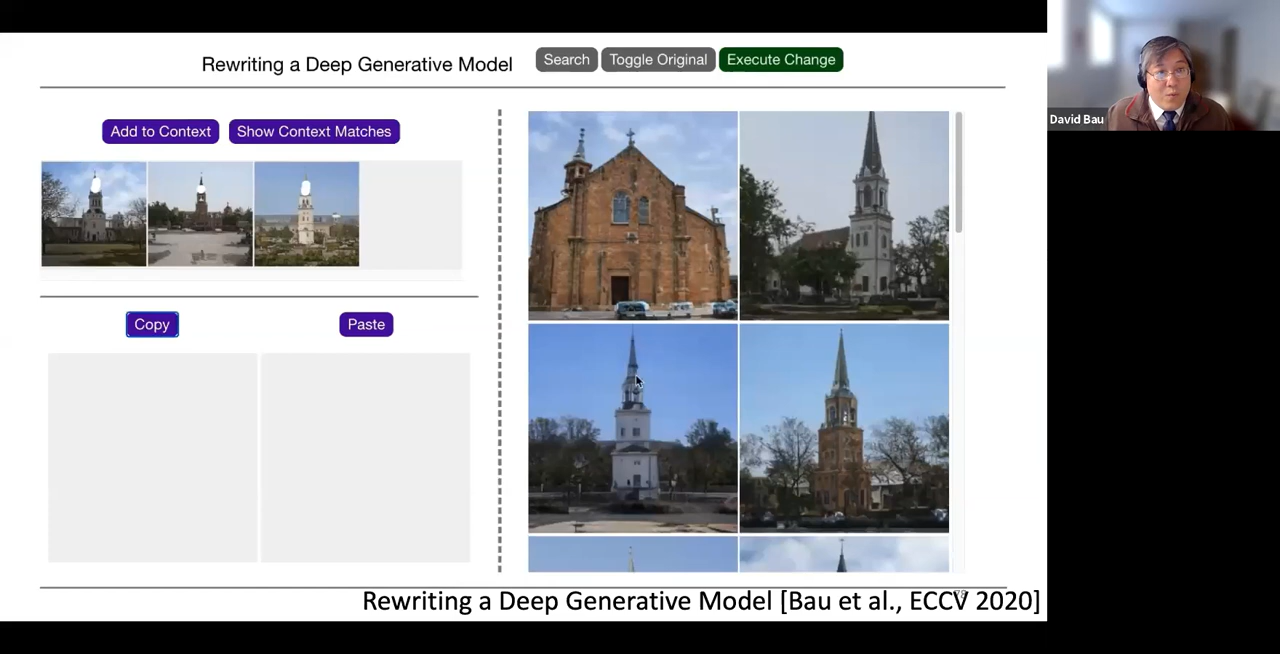 Rewriting a Deep Generative Model
Search
Toggle Original
Execute Change
David Bau
Add to Context
Show Context Matches
Copy
Paste
Rewriting a Deep Generative Model [Bau et al., ECCV 2020]